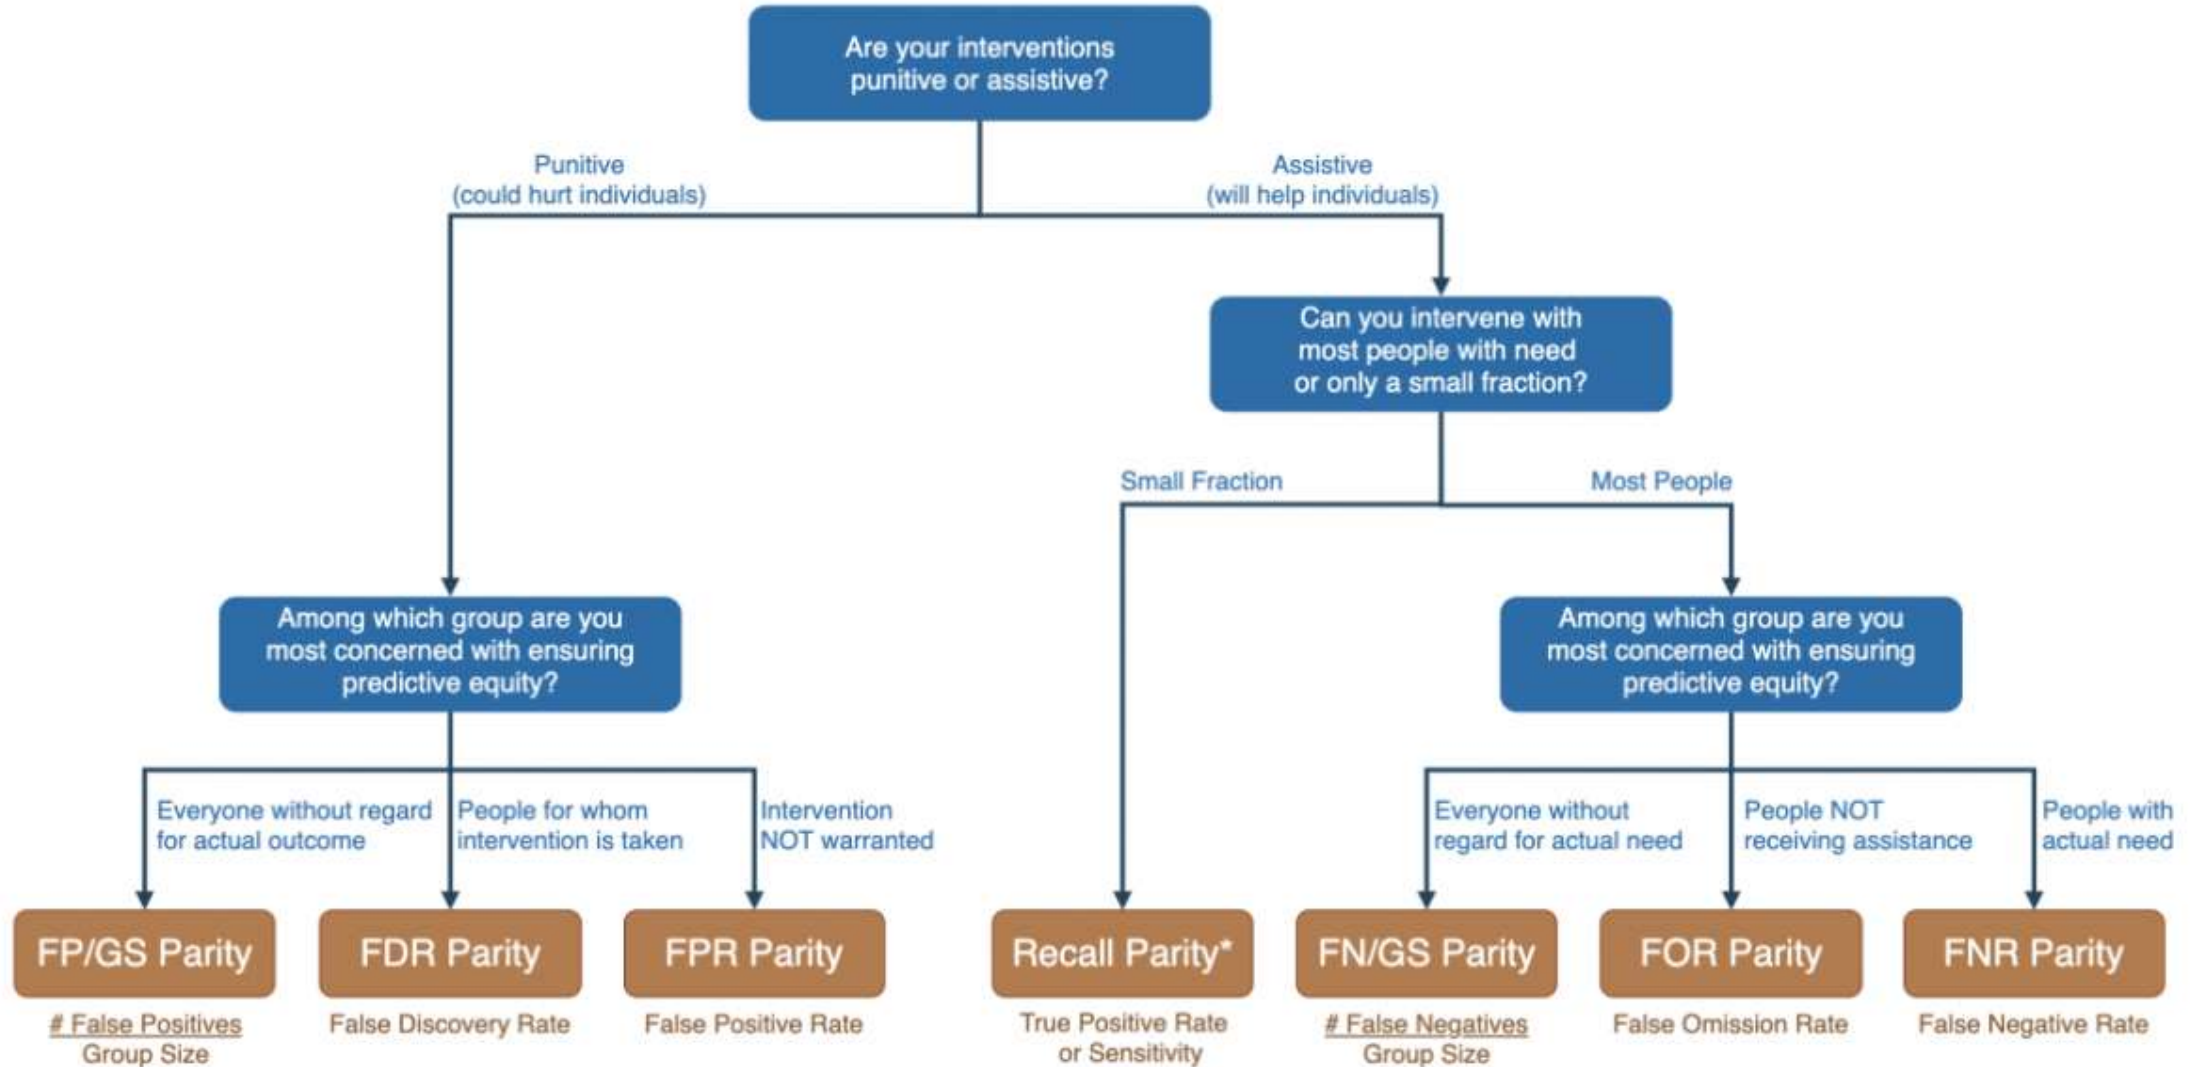 Are your interventions
punitive or assistive?
Punitive
(could hurt individuals)
Assistive
(will help individuals)
Can you intervene with
most people with need
or only a small fraction?
Small Fraction
Most People
Among which group are you
most concerned with ensuring
predictive equity?
Among which group are you
most concerned with ensuring
predictive equity?
Everyone without regard
for actual outcome
People for whom
intervention is taken
Intervention
NOT warranted
Everyone without
regard for actual need
People NOT
receiving assistance
People with
actual need
FP/GS Parity
FDR Parity
FPR Parity
Recall Parity*
FN/GS Parity
FOR Parity
FNR Parity
# False Positives
Group Size
False Discovery Rate
False Positive Rate
True Positive Rate
or Sensitivity
# False Negatives
Group Size
False Omission Rate
False Negative Rate